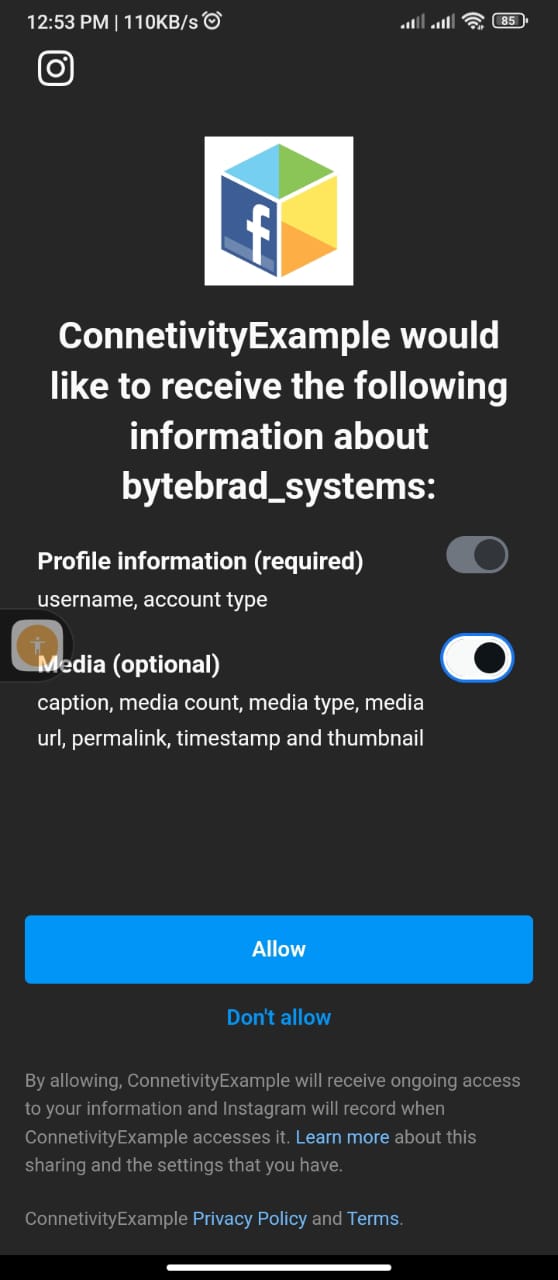 12:53 PM | 110KB/s
85
f
ConnetivityExample would
like to receive the following
information about
bytebrad_systems:
Profile information (required)
username, account type
Media (optional)
caption, media count, media type, media
url, permalink, timestamp and thumbnail
Allow
Don't allow
By allowing, ConnetivityExample will receive ongoing access
to your information and Instagram will record when
ConnetivityExample accesses it. Learn more about this
sharing and the settings that you have.
ConnetivityExample Privacy Policy and Terms.